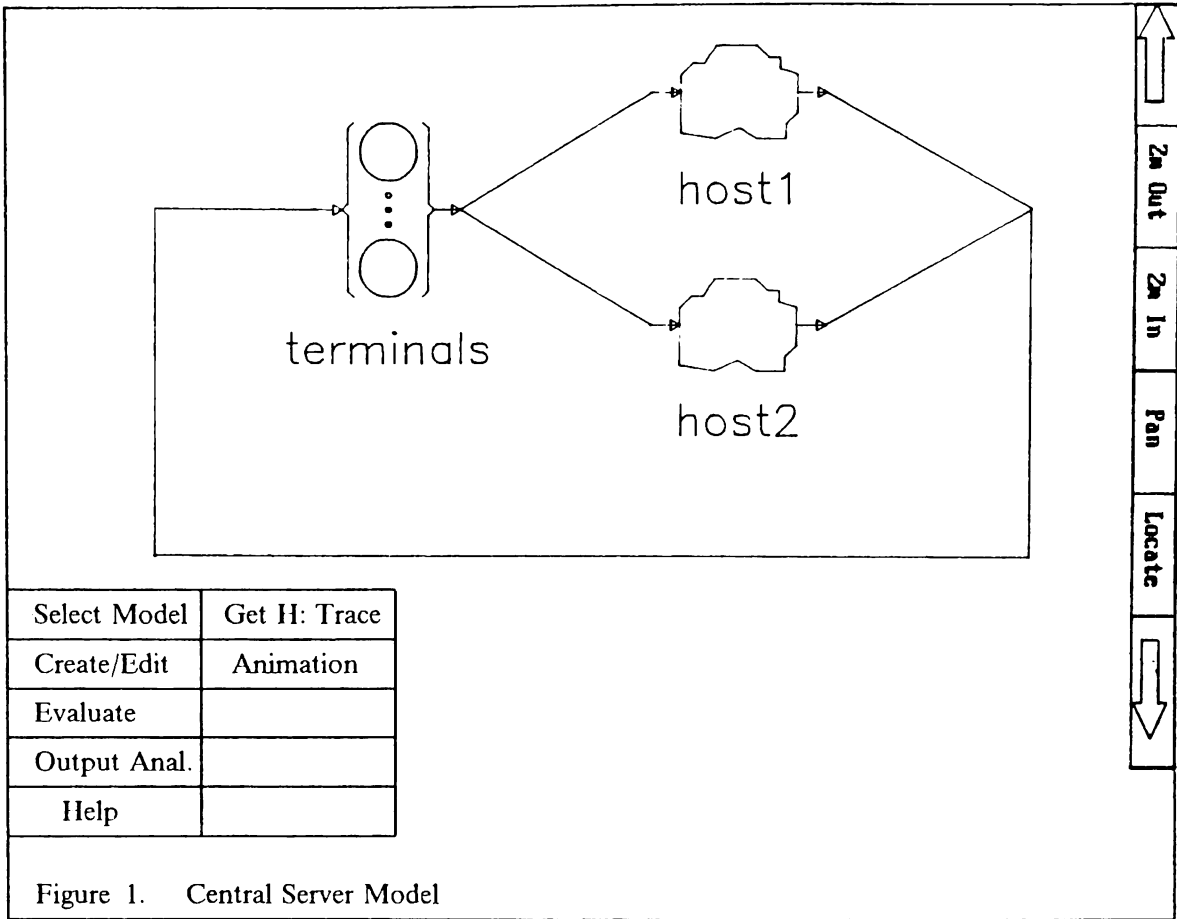 host1
terminals
host2
Zm Out
Zm In
Pan
Locate
Select Model Get H: Trace
Create/Edit Animation
Evaluate
Output Anal.
Help
Figure 1. Central Server Model